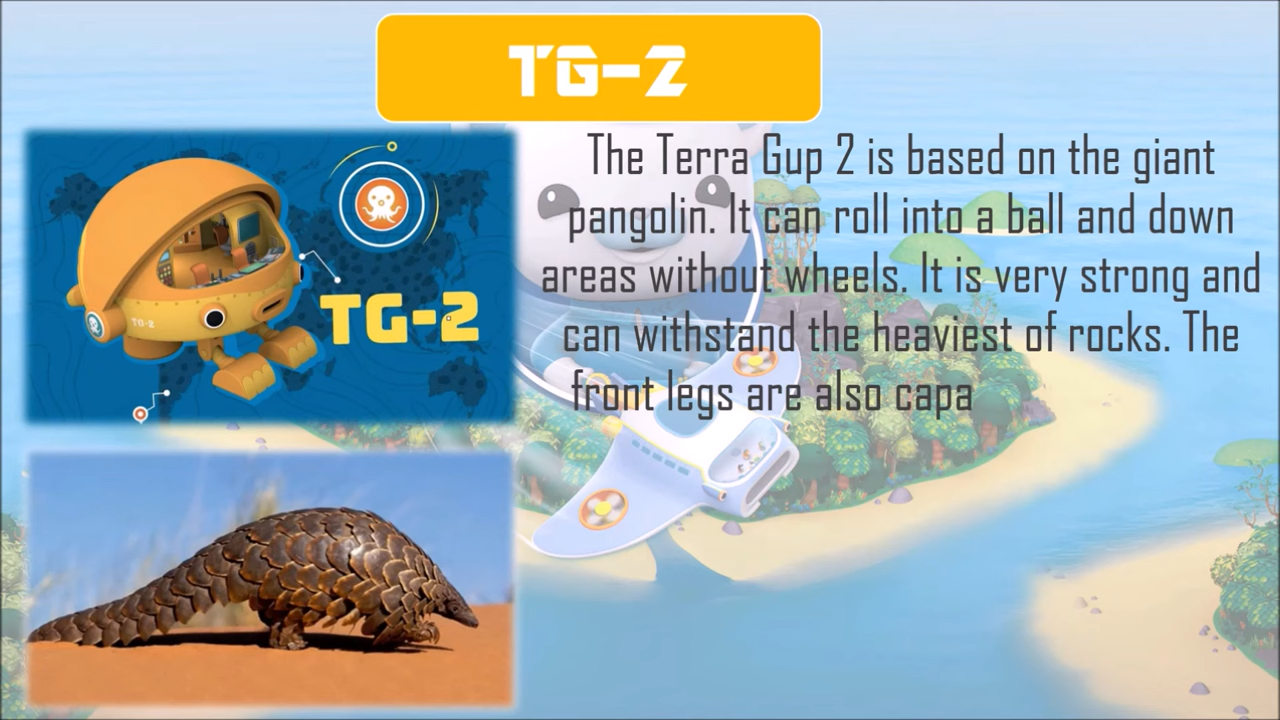 TG-2
The Terra Gup 2 is based on the giant
pangolin. It can roll into a ball and down
areas without wheels. It is very strong and
can withstand the heaviest of rocks. The
front legs are also capa
TG-2
TG-2